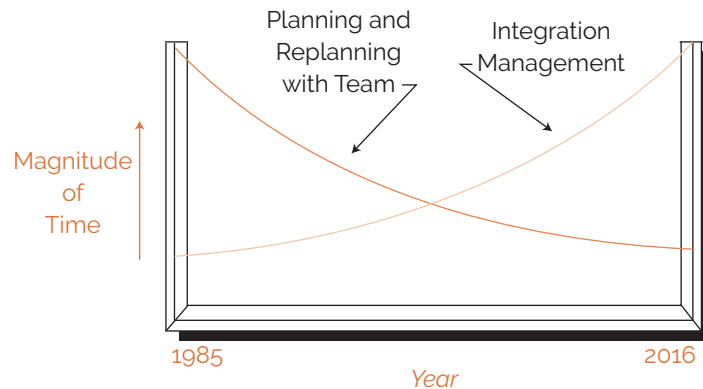 Planning and
Replanning
with Team
Integration
Management
Magnitude
of
Time
1985
2016
Year